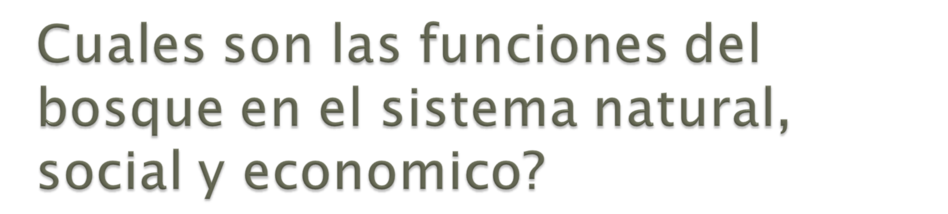 Cuales son las funciones del
bosque en el sistema natural,
social y economico?